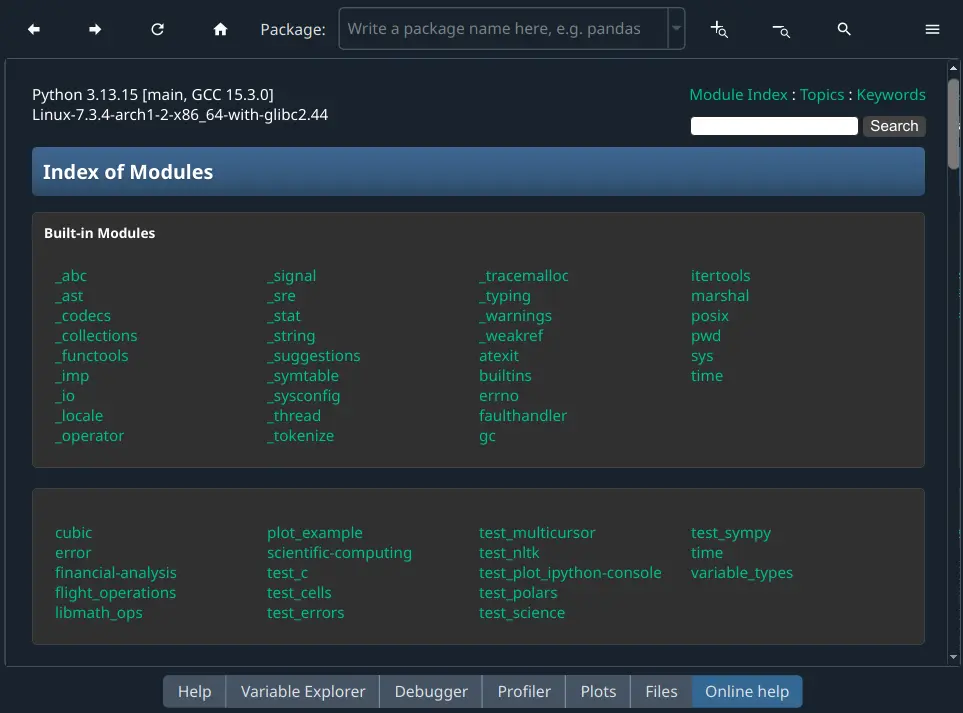 Package: Write a package name here, e.g. pandas
Python 3.13.15 [main, GCC 15.3.0]
Linux-7.3.4-arch1-2-x86_64-with-glibc2.44
Module Index : Topics : Keywords
Search
Index of Modules
Built-in Modules
_abc
_ast
_codecs
_collections
_functools
_imp
_io
_locale
_operator
_signal
_sre
_stat
_string
_suggestions
_symtable
_sysconfig
_thread
_tokenize
_tracemalloc
_typing
_warnings
_weakref
atexit
builtins
errno
faulthandler
gc
itertools
marshal
posix
pwd
sys
time
cubic
error
financial-analysis
flight_operations
libmath_ops
plot_example
scientific-computing
test_c
test_cells
test_errors
test_multicursor
test_nltk
test_plot_ipython-console
test_polars
test_science
test_sympy
time
variable_types
Help Variable Explorer Debugger Profiler Plots Files Online help